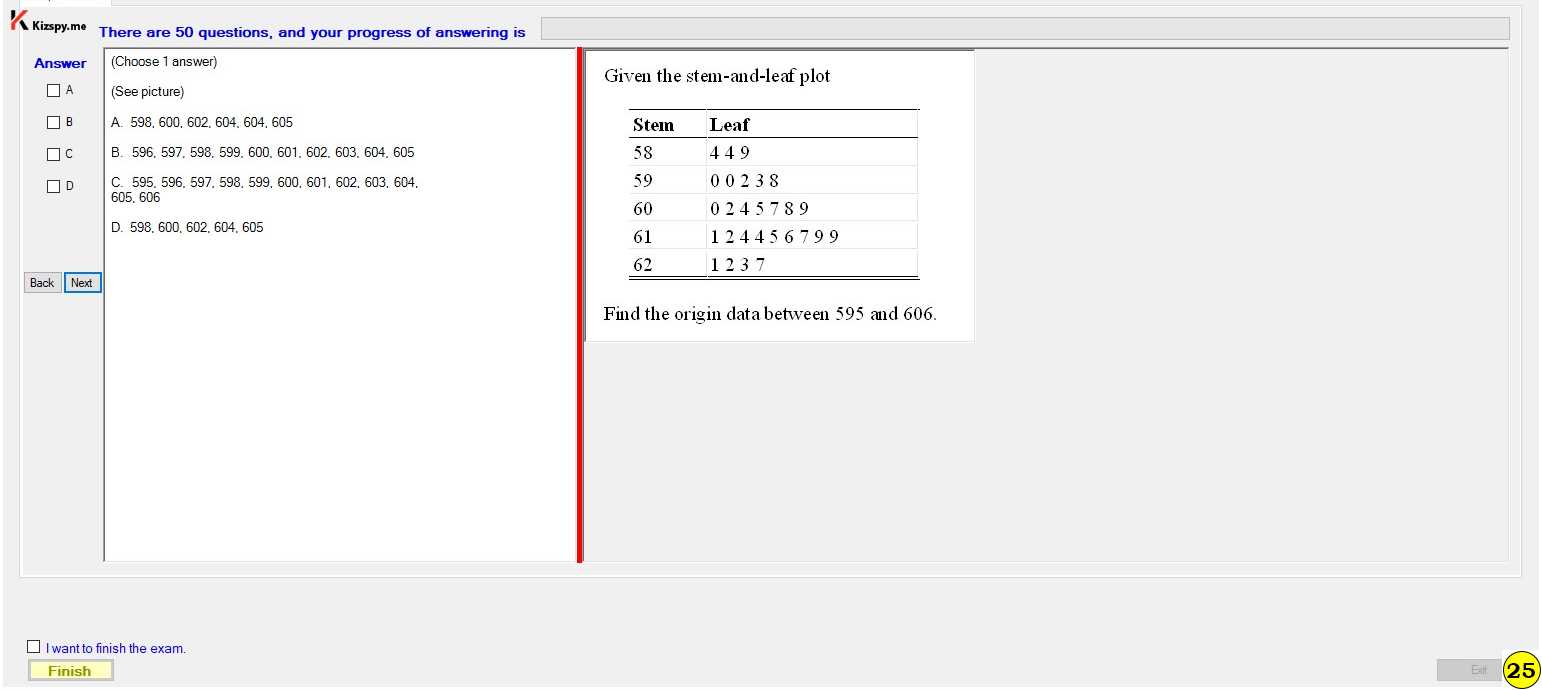 Kizspy.me
There are 50 questions, and your progress of answering is
Answer
A
B
C
D
Back
Next
(Choose 1 answer)
(See picture)
A. 598, 600, 602, 604, 604, 605
B. 596, 597, 598, 599, 600, 601, 602, 603, 604, 605
C. 595, 596, 597, 598, 599, 600, 601, 602, 603, 604,
605, 606
D. 598, 600, 602, 604, 605
Given the stem-and-leaf plot
Stem Leaf
58 4 4 9
59 0 0 2 3 8
60 0 2 4 5 7 8 9
61 1 2 4 4 5 6 7 9 9
62 1 2 3 7
Find the origin data between 595 and 606.
I want to finish the exam.
Finish
Exit
25